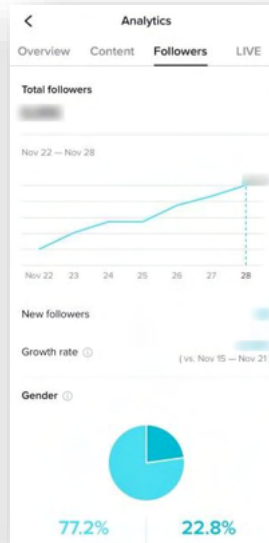 Analytics
Overview Content Followers LIVE
Total followers
Nov 22 — Nov 28
Nov 22 23 24 25 26 27 28
New followers
Growth rate
( vs. Nov 15 — Nov 21 )
Gender
77.2% 22.8%